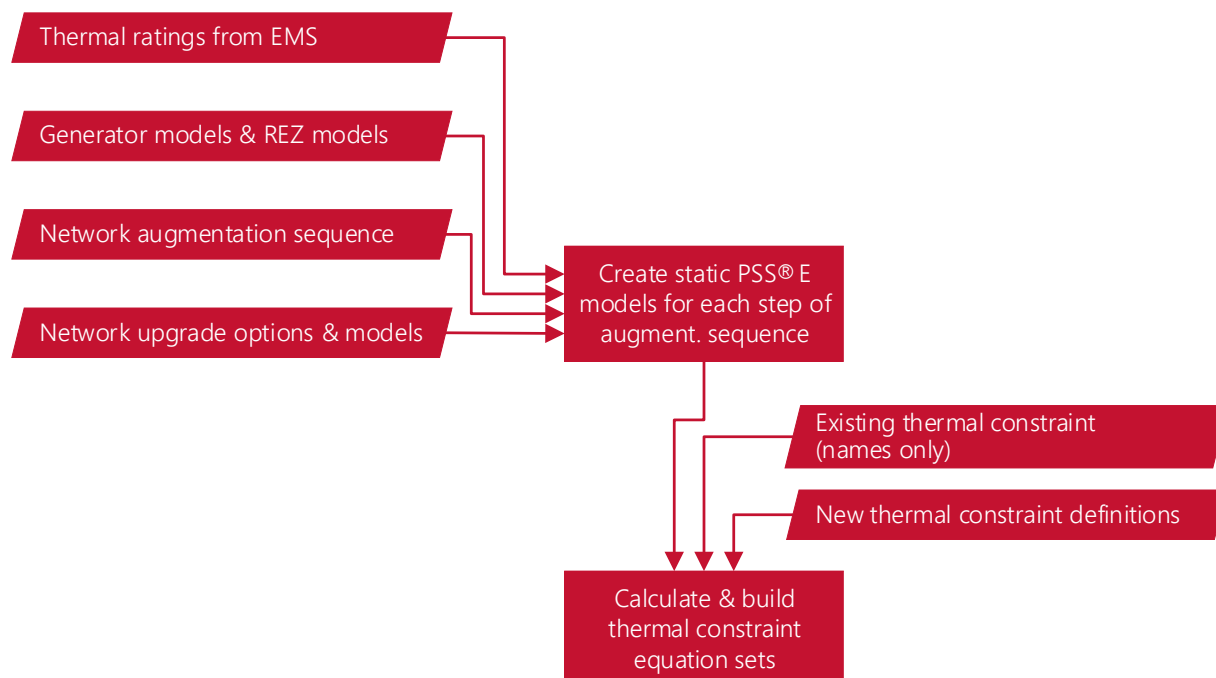 Thermal ratings from EMS
Generator models & REZ models
Network augmentation sequence
Network upgrade options & models
Create static PSS® E
models for each step of
augment. sequence
Existing thermal constraint
(names only)
New thermal constraint definitions
Calculate & build
thermal constraint
equation sets